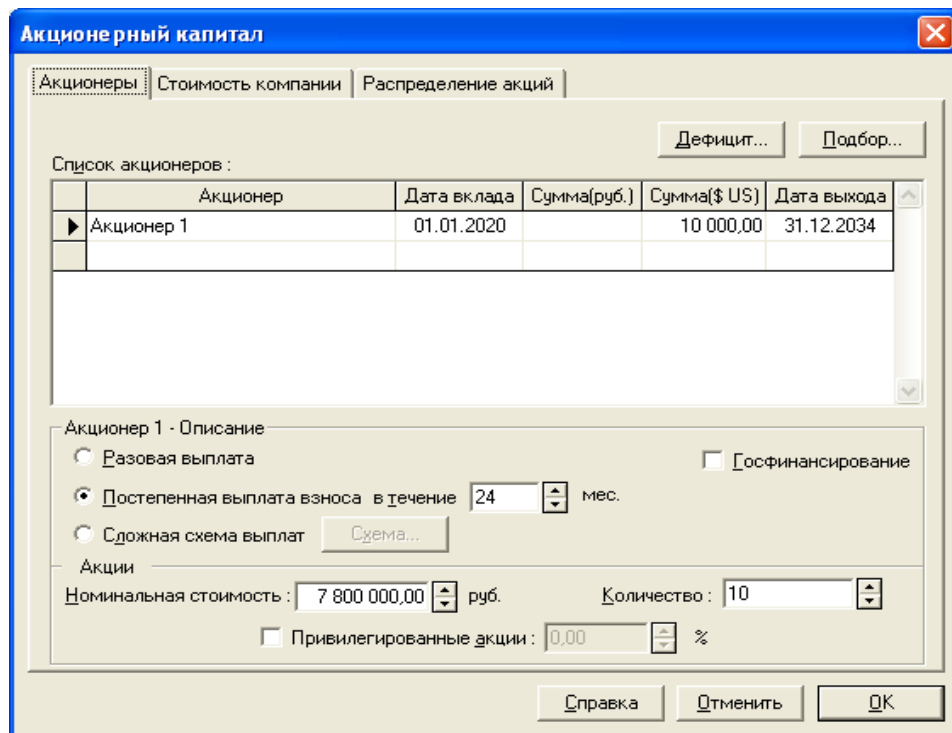 Акционерный капитал
Акционеры Стоимость компании Распределение акций
Дефицит... Подбор...
Список акционеров :
Акционер Дата вклада Сумма(руб.) Сумма($ US) Дата выхода
Акционер 1 01.01.2020 10 000,00 31.12.2034
Акционер 1 - Описание
Разовая выплата Госфинансирование
Постепенная выплата взноса в течение 24 мес.
Сложная схема выплат Схема...
Акции
Номинальная стоимость : 7 800 000,00 руб. Количество : 10
Привилегированные акции : 0,00 %
Справка Отменить OK